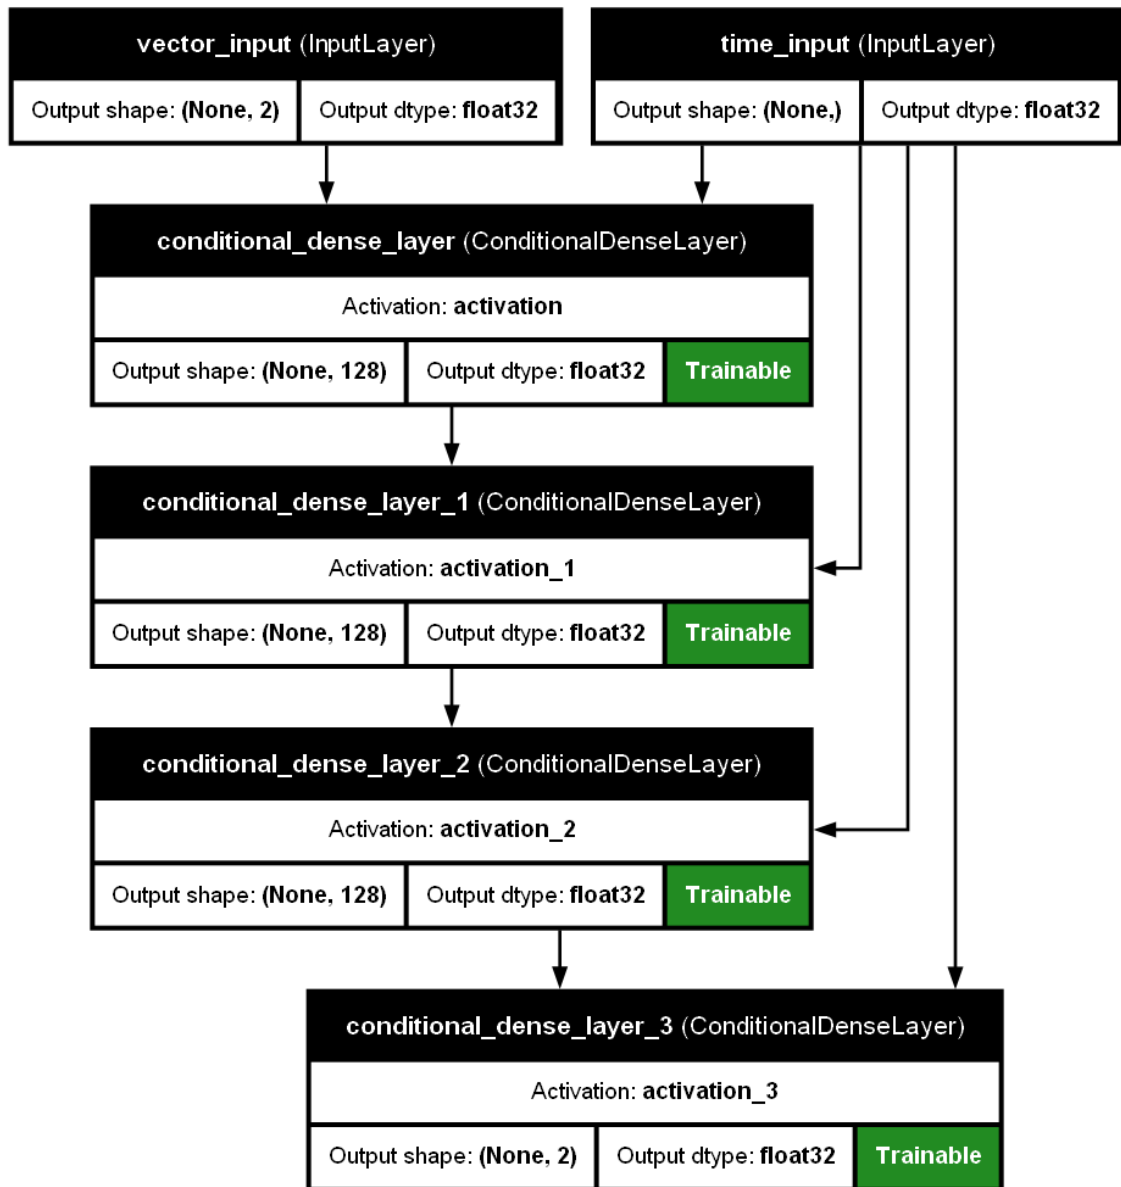 vector_input (InputLayer)
Output shape: (None, 2) Output dtype: float32
time_input (InputLayer)
Output shape: (None,) Output dtype: float32
conditional_dense_layer (ConditionalDenseLayer)
Activation: activation
Output shape: (None, 128) Output dtype: float32 Trainable
conditional_dense_layer_1 (ConditionalDenseLayer)
Activation: activation_1
Output shape: (None, 128) Output dtype: float32 Trainable
conditional_dense_layer_2 (ConditionalDenseLayer)
Activation: activation_2
Output shape: (None, 128) Output dtype: float32 Trainable
conditional_dense_layer_3 (ConditionalDenseLayer)
Activation: activation_3
Output shape: (None, 2) Output dtype: float32 Trainable